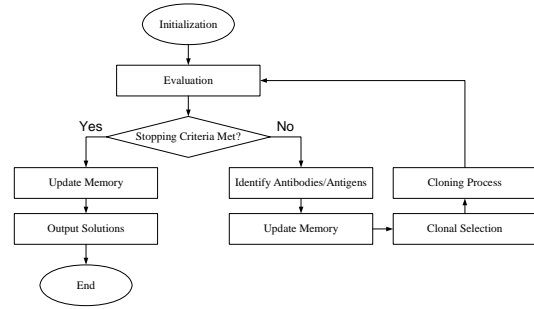 Initialization
Evaluation
Stopping Criteria Met?
Yes
No
Update Memory
Identify Antibodies/Antigens
Cloning Process
Output Solutions
Update Memory
Clonal Selection
End